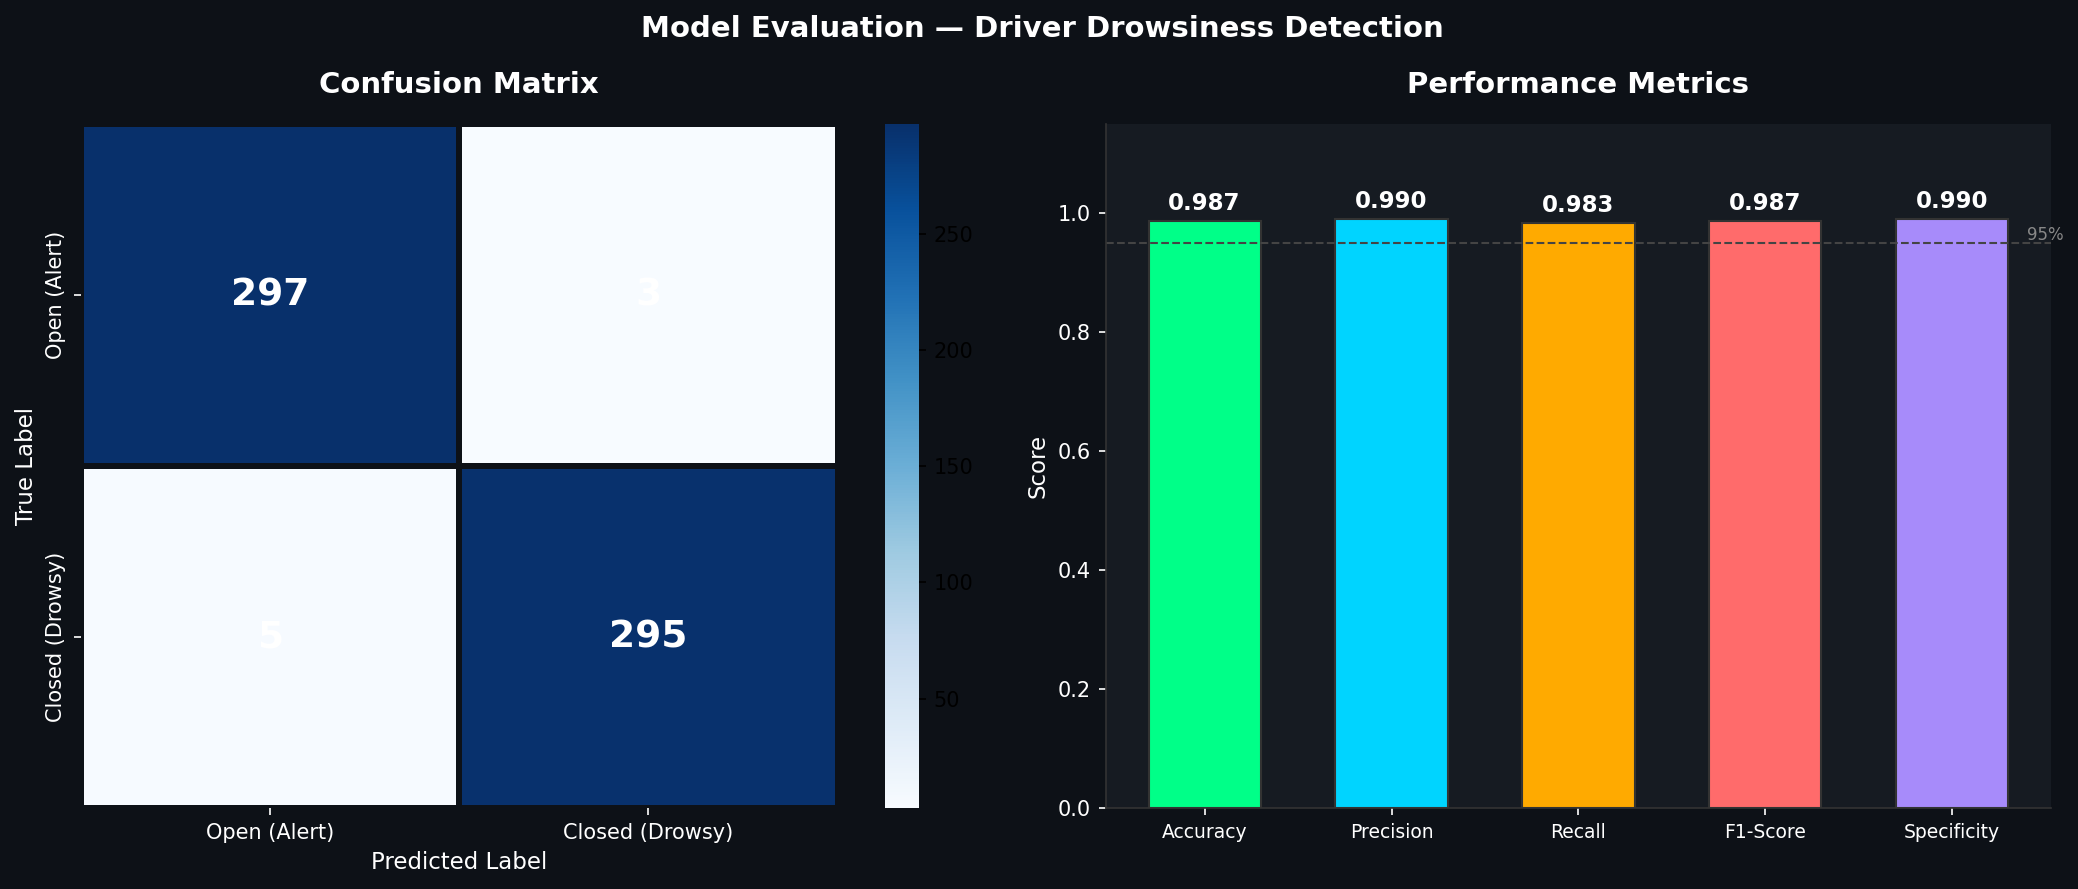 Model Evaluation — Driver Drowsiness Detection
Confusion Matrix
True Label
Open (Alert)
Closed (Drowsy)
297
3
5
295
Open (Alert)
Closed (Drowsy)
Predicted Label
250
200
150
100
50
Performance Metrics
Score
1.0
0.8
0.6
0.4
0.2
0.0
0.987
0.990
0.983
0.987
0.990
95%
Accuracy
Precision
Recall
F1-Score
Specificity